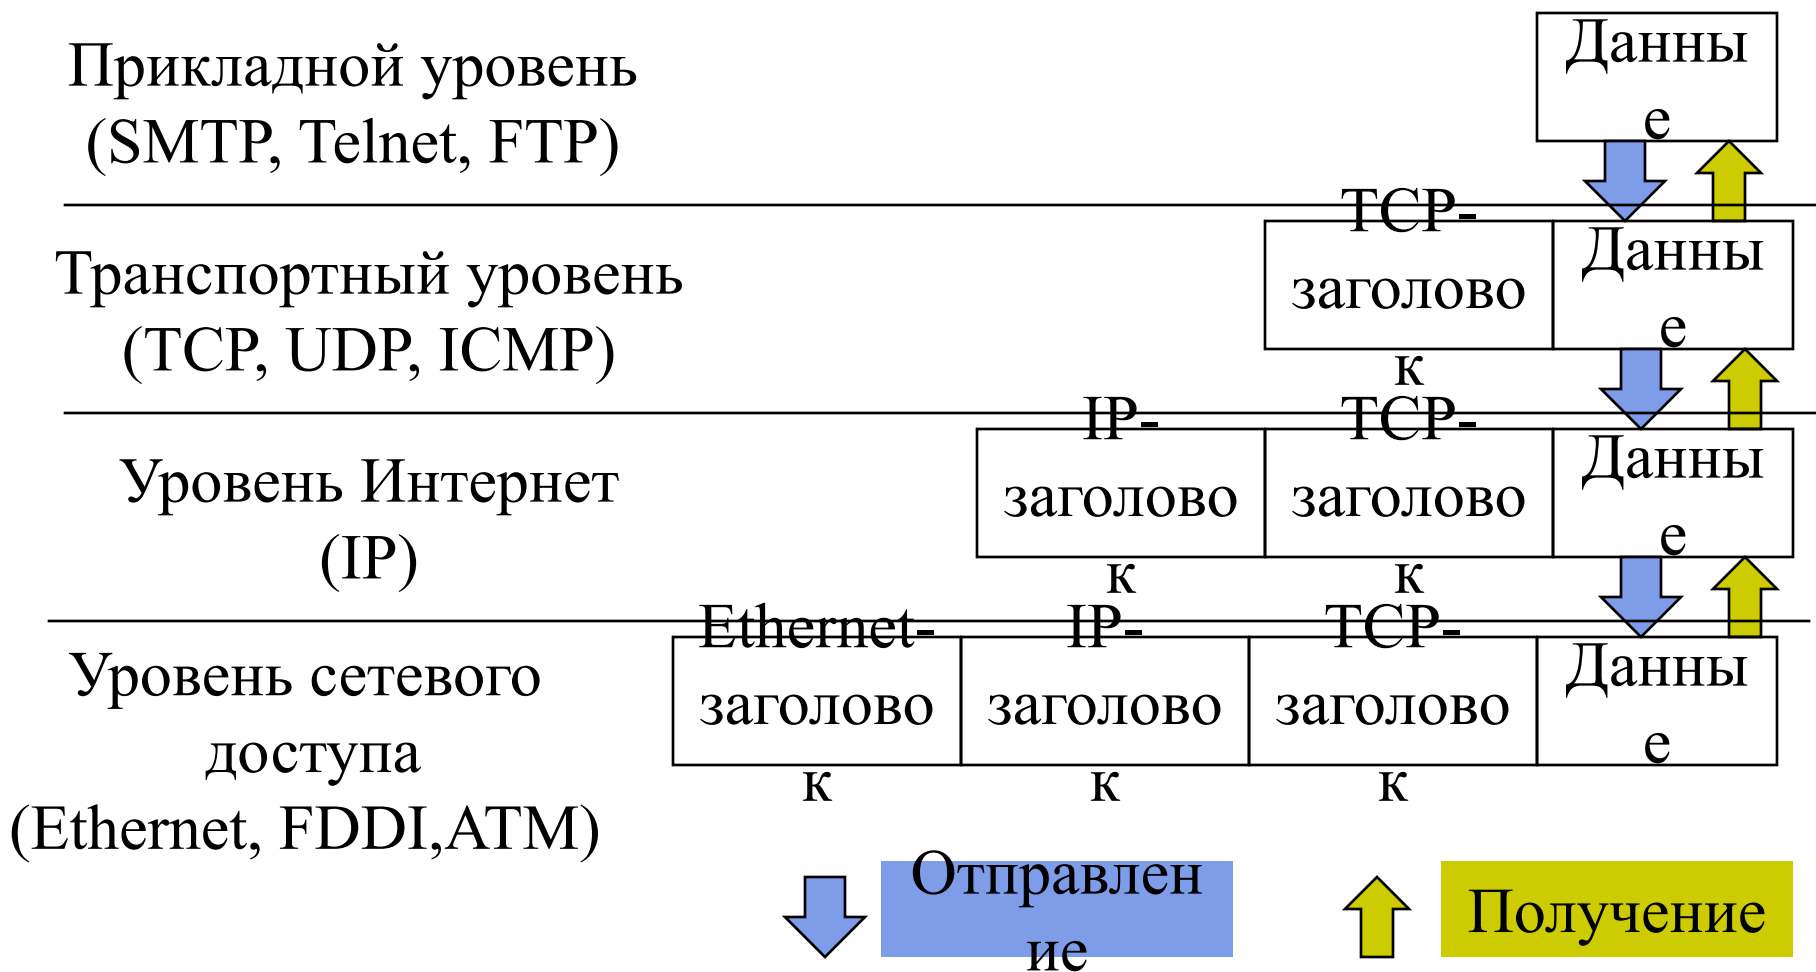 Прикладной уровень
(SMTP, Telnet, FTP)
Данны
е
Транспортный уровень
(TCP, UDP, ICMP)
TCP-
заголово
к
Данны
е
Уровень Интернет
(IP)
IP-
заголово
к
TCP-
заголово
к
Данны
е
Уровень сетевого
доступа
(Ethernet, FDDI,ATM)
Ethernet-
заголово
к
IP-
заголово
к
TCP-
заголово
к
Данны
е
Отправлен
ие
Получение